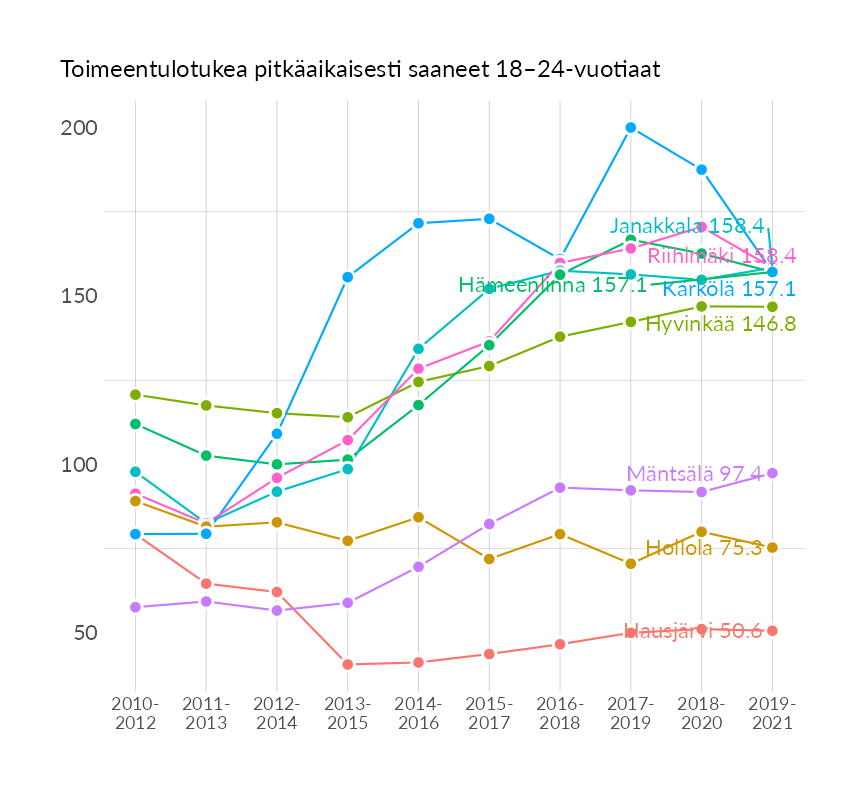 Toimeentulotukea pitkäaikaisesti saaneet 18–24-vuotiaat
200
Janakkala 158.4
Riihimäki 158.4
Hämeenlinna 157.1
Kärkölä 157.1
150
Hyvinkää 146.8
100
Mäntsälä 97.4
Hollola 75.3
50
Hausjärvi 50.6
2010- 2011- 2012- 2013- 2014- 2015- 2016- 2017- 2018- 2019-
2012 2013 2014 2015 2016 2017 2018 2019 2020 2021